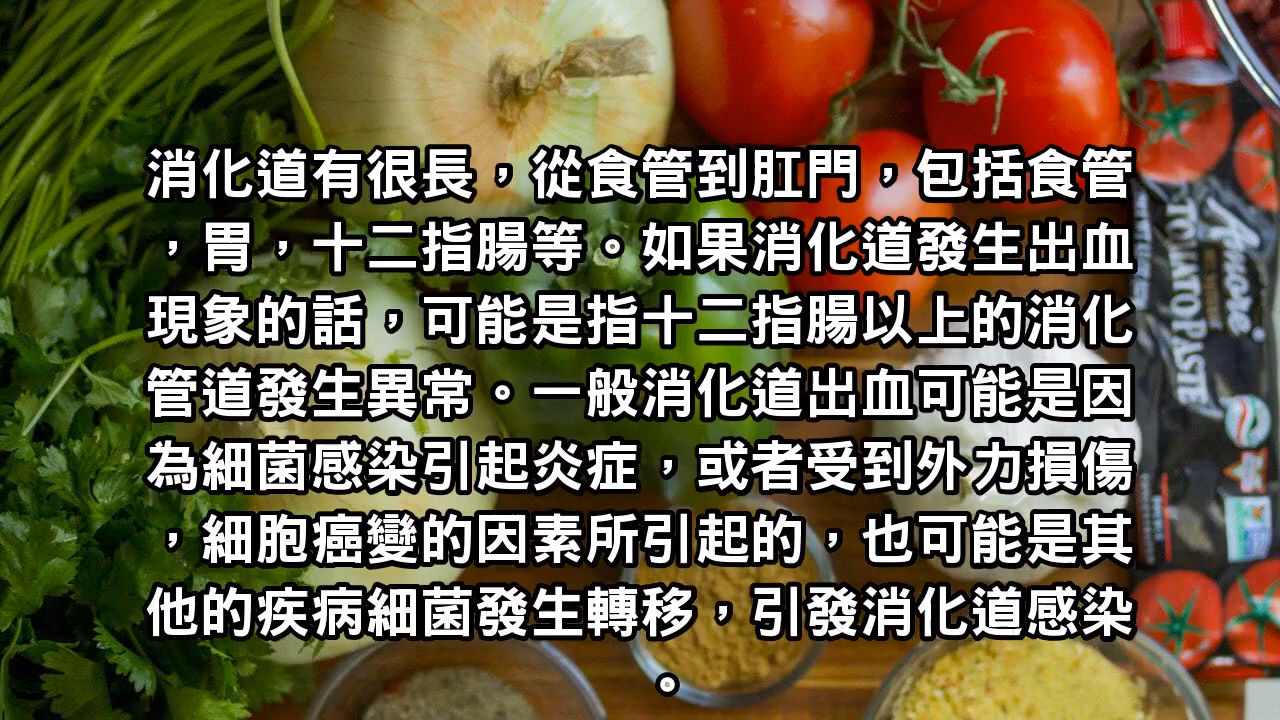 消化道有很長，從食管到肛門，包括食管
，胃，十二指腸等。如果消化道發生出血
現象的話，可能是指十二指腸以上的消化
管道發生異常。一般消化道出血可能是因
為細菌感染引起炎症，或者受到外力損傷
，細胞癌變的因素所引起的，也可能是其
他的疾病細菌發生轉移，引發消化道感染
。
Amore
TOMATO PASTE